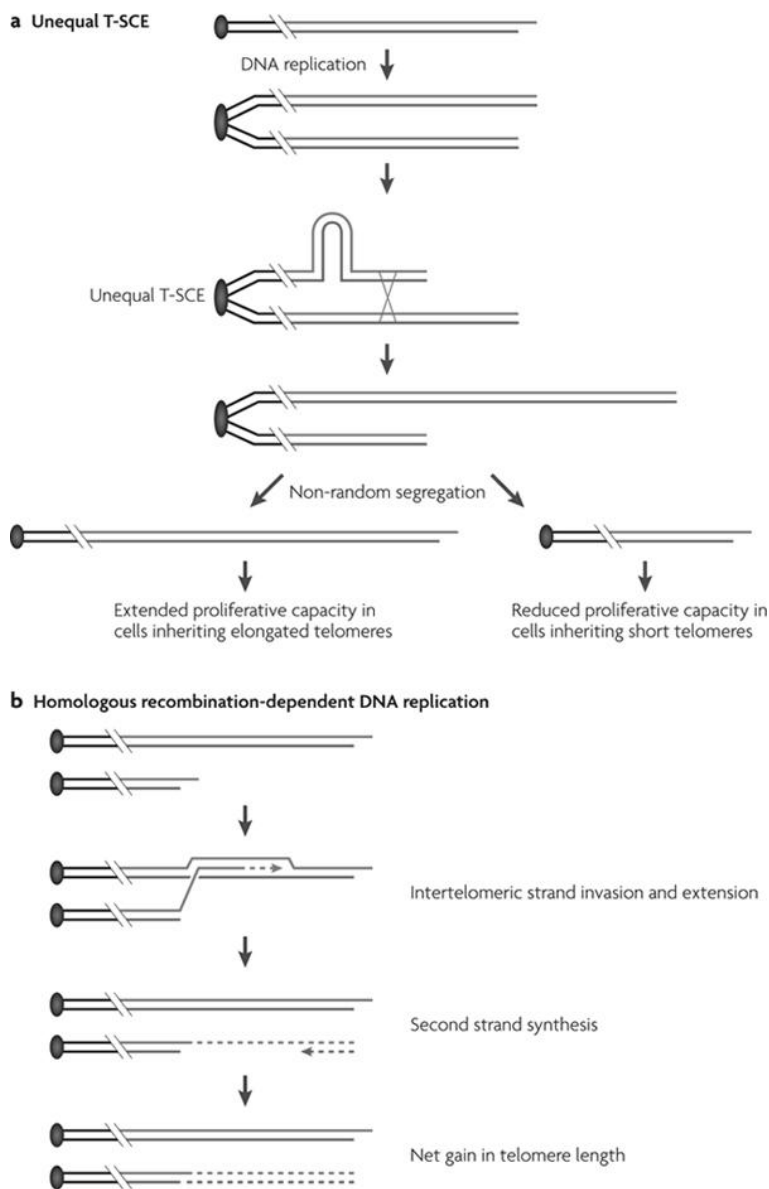 a Unequal T-SCE
DNA replication
Unequal T-SCE
Non-random segregation
Extended proliferative capacity in
cells inheriting elongated telomeres
Reduced proliferative capacity in
cells inheriting short telomeres
b Homologous recombination-dependent DNA replication
Intertelomeric strand invasion and extension
Second strand synthesis
Net gain in telomere length